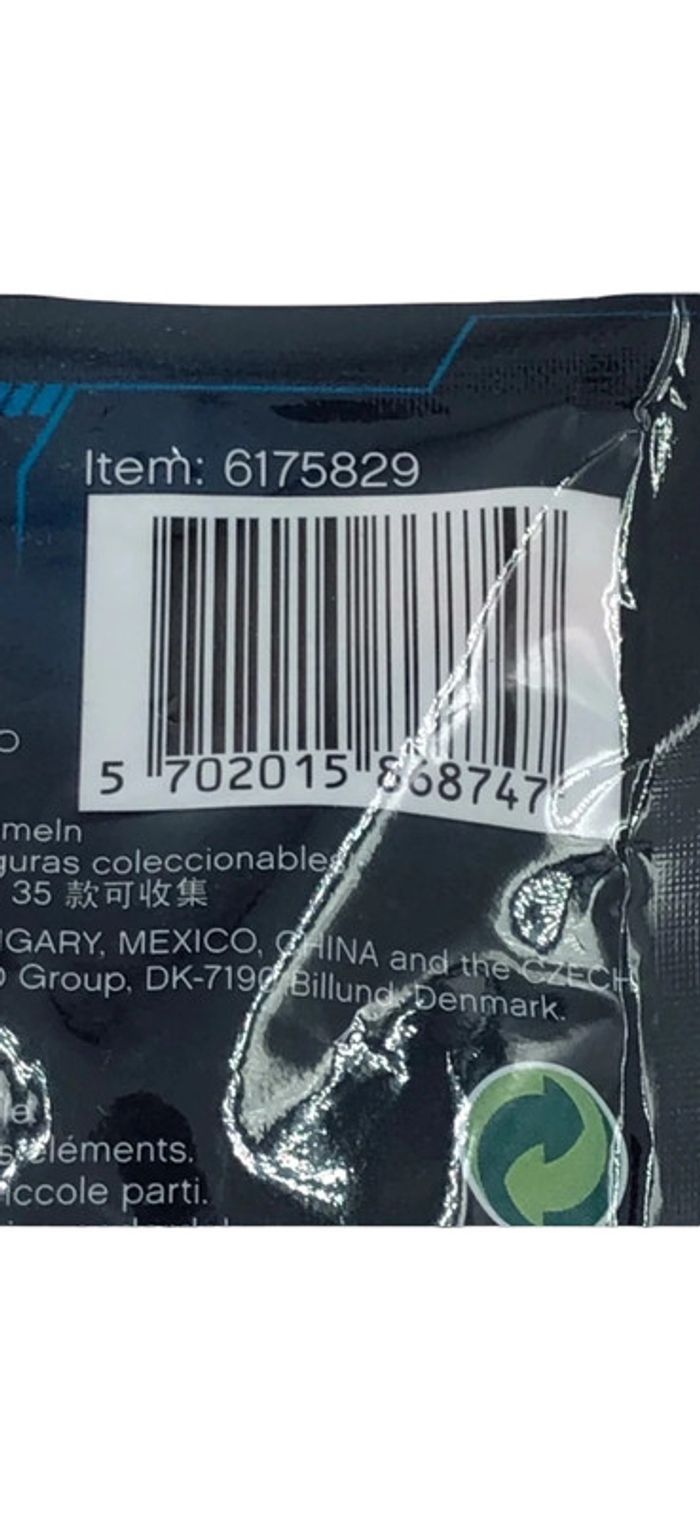 Item: 6175829
5 702015 868747
O
meln
guras coleccionables
35 款可收集
GARY, MEXICO, CHINA and the CZECH
Group, DK-7190 Billund, Denmark.
éléments.
iccole parti.